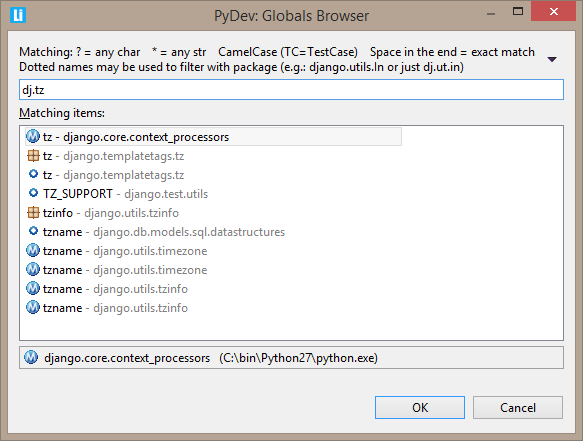 Li
PyDev: Globals Browser
Matching: ? = any char * = any str CamelCase (TC=TestCase) Space in the end = exact match
Dotted names may be used to filter with package (e.g.: django.utils.In or just dj.ut.in)
dj.tz
Matching items:
M tz - django.core.context_processors
tz - django.templatetags.tz
tz - django.templatetags.tz
TZ_SUPPORT - django.test.utils
tzinfo - django.utils.tzinfo
tzname - django.db.models.sql.datastructures
M tzname - django.utils.timezone
M tzname - django.utils.timezone
M tzname - django.utils.tzinfo
M tzname - django.utils.tzinfo
M django.core.context_processors (C:\bin\Python27\python.exe)
OK Cancel